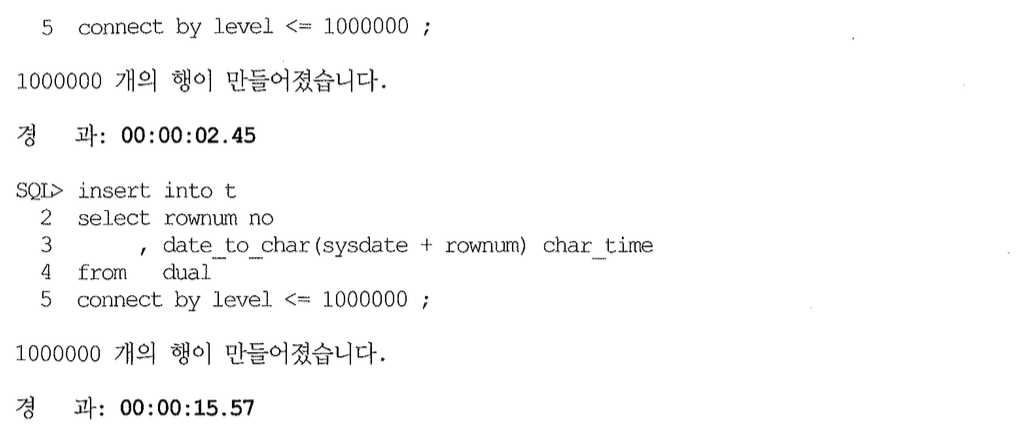 5  connect by level <= 1000000 ;
1000000 개의 행이 만들어졌습니다.
경   과: 00:00:02.45
SQL> insert into t
2  select rownum no
3       , date_to_char(sysdate + rownum) char_time
4  from   dual
5  connect by level <= 1000000 ;
1000000 개의 행이 만들어졌습니다.
경   과: 00:00:15.57